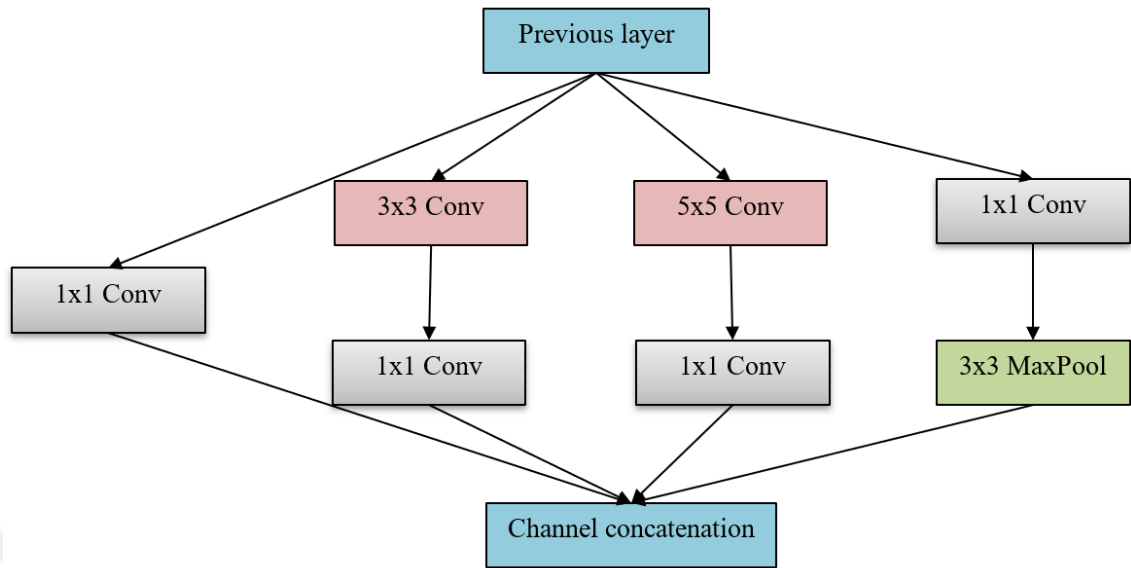 Previous layer
3x3 Conv
5x5 Conv
1x1 Conv
1x1 Conv
1x1 Conv
1x1 Conv
3x3 MaxPool
Channel concatenation